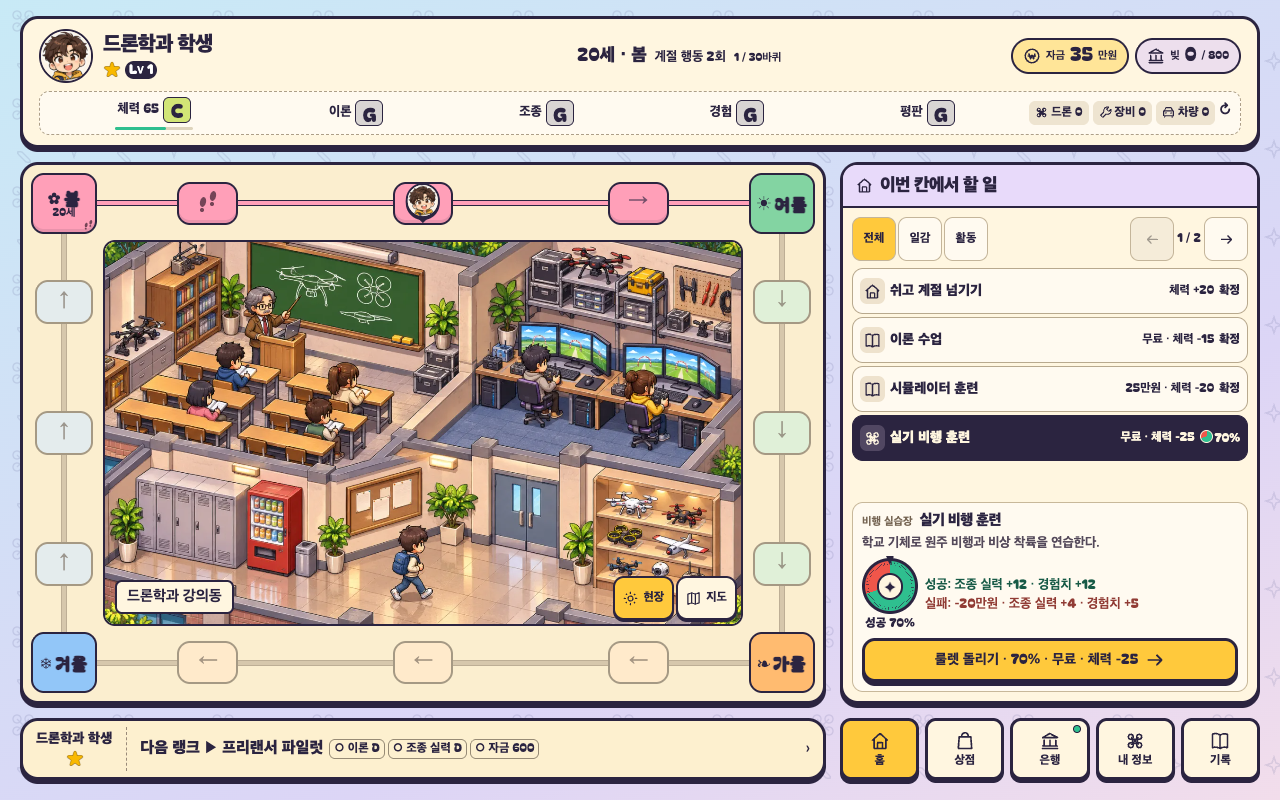 드론학과 학생
Lv 1
20세 · 봄 계절 행동 2회 1 / 30바퀴
자금 35 만원
빚 0 / 800
체력 65 C
이론 G
조종 G
경험 G
평판 G
드론 0
장비 0
차량 0
봄
20세
여름
겨울
가을
드론학과 강의동
현장
지도
이번 칸에서 할 일
전체
일감
활동
1 / 2
쉬고 계절 넘기기 체력 +20 확정
이론 수업 무료 · 체력 -15 확정
시뮬레이터 훈련 25만원 · 체력 -20 확정
실기 비행 훈련 무료 · 체력 -25 70%
비행 실습장 실기 비행 훈련
학교 기체로 원주 비행과 비상 착륙을 연습한다.
성공: 조종 실력 +12 · 경험치 +12
실패: -20만원 · 조종 실력 +4 · 경험치 +5
성공 70%
룰렛 돌리기 · 70% · 무료 · 체력 -25 →
드론학과 학생
다음 랭크 ▶ 프리랜서 파일럿 이론 D 조종 실력 D 자금 600
홈
상점
은행
내 정보
기록